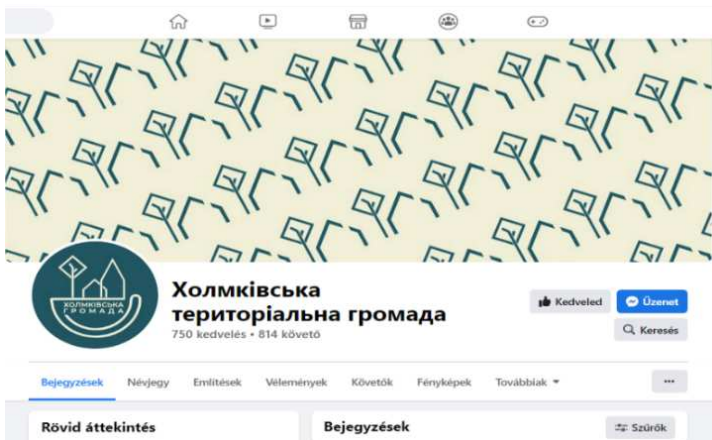 ХОЛМКІВСЬКА
ГРОМАДА
Холмківська
територіальна громада
750 kedvelés • 814 követő
Kedveled
Üzenet
Keresés
Bejegyzések Névjegy Említések Vélemények Követők Fényképek Továbbiak
Rövid áttekintés
Bejegyzések
Szűrők